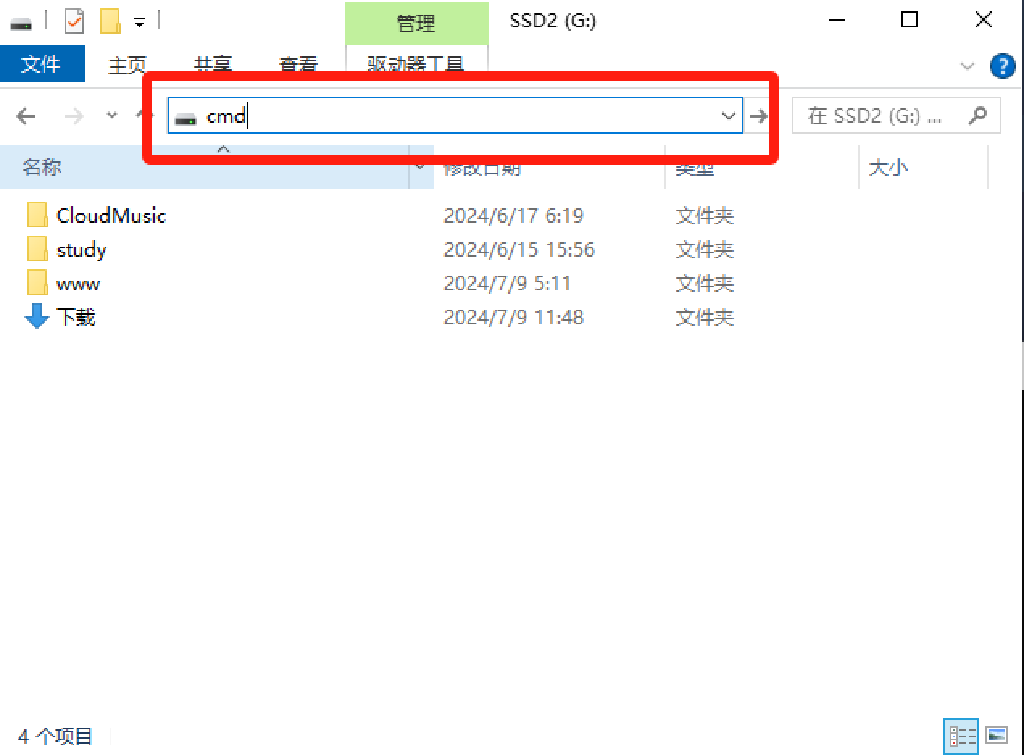 管理
SSD2 (G:)
文件
主页
共享
查看
驱动器工具
cmd
在 SSD2 (G:) ...
名称
修改日期
类型
大小
CloudMusic
2024/6/17 6:19
文件夹
study
2024/6/15 15:56
文件夹
www
2024/7/9 5:11
文件夹
下载
2024/7/9 11:48
文件夹
4 个项目